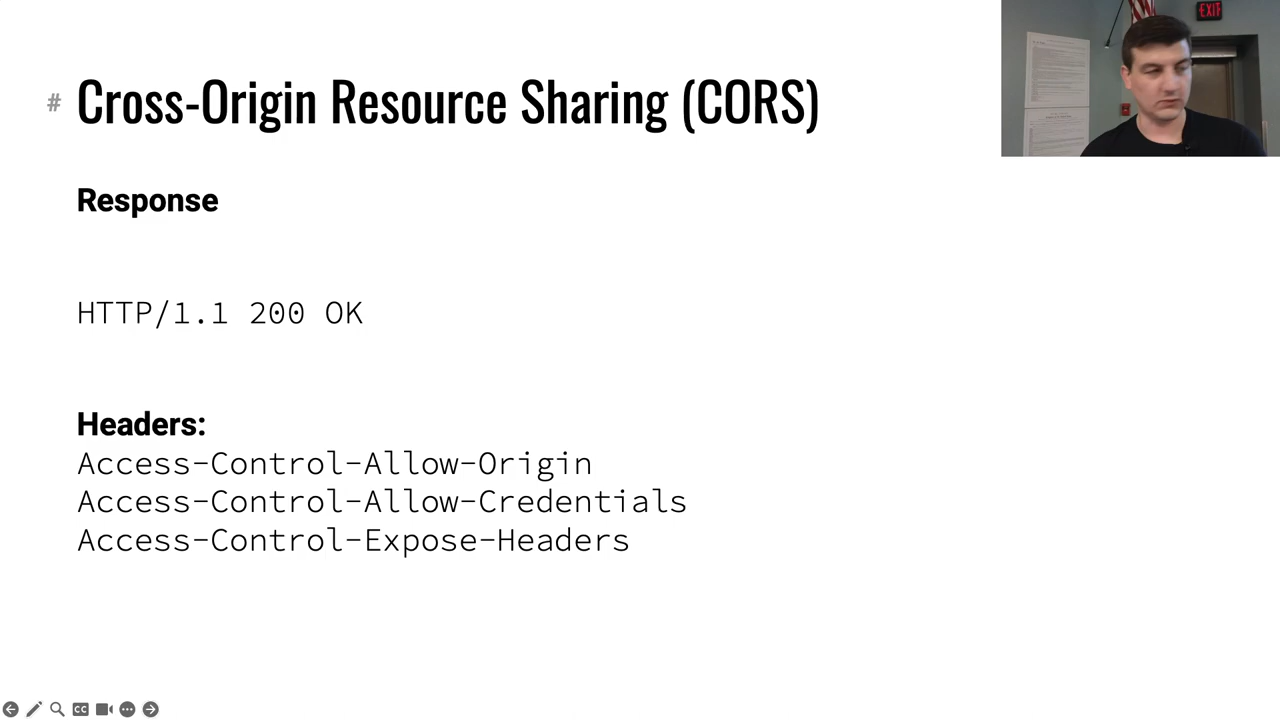 # Cross-Origin Resource Sharing (CORS)
EXIT
Response
HTTP/1.1 200 OK
Headers:
Access-Control-Allow-Origin
Access-Control-Allow-Credentials
Access-Control-Expose-Headers
CC